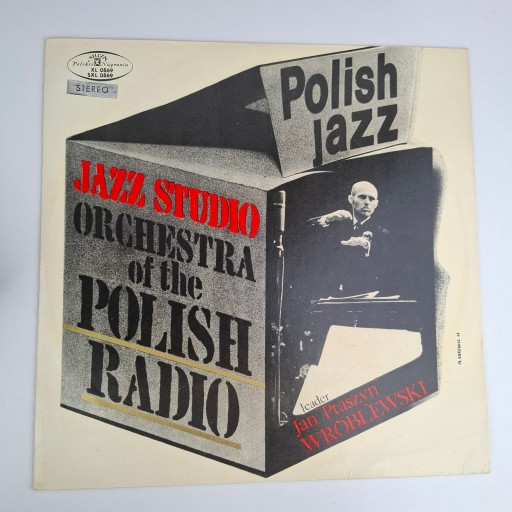 MUZA
Polskie Nagrania
XL 0569
SXL 0569
STEREO
Polish
jazz
JAZZ STUDIO
ORCHESTRA
of the
POLISH
RADIO
leader
Jan Ptaszyn
WRÓBLEWSKI